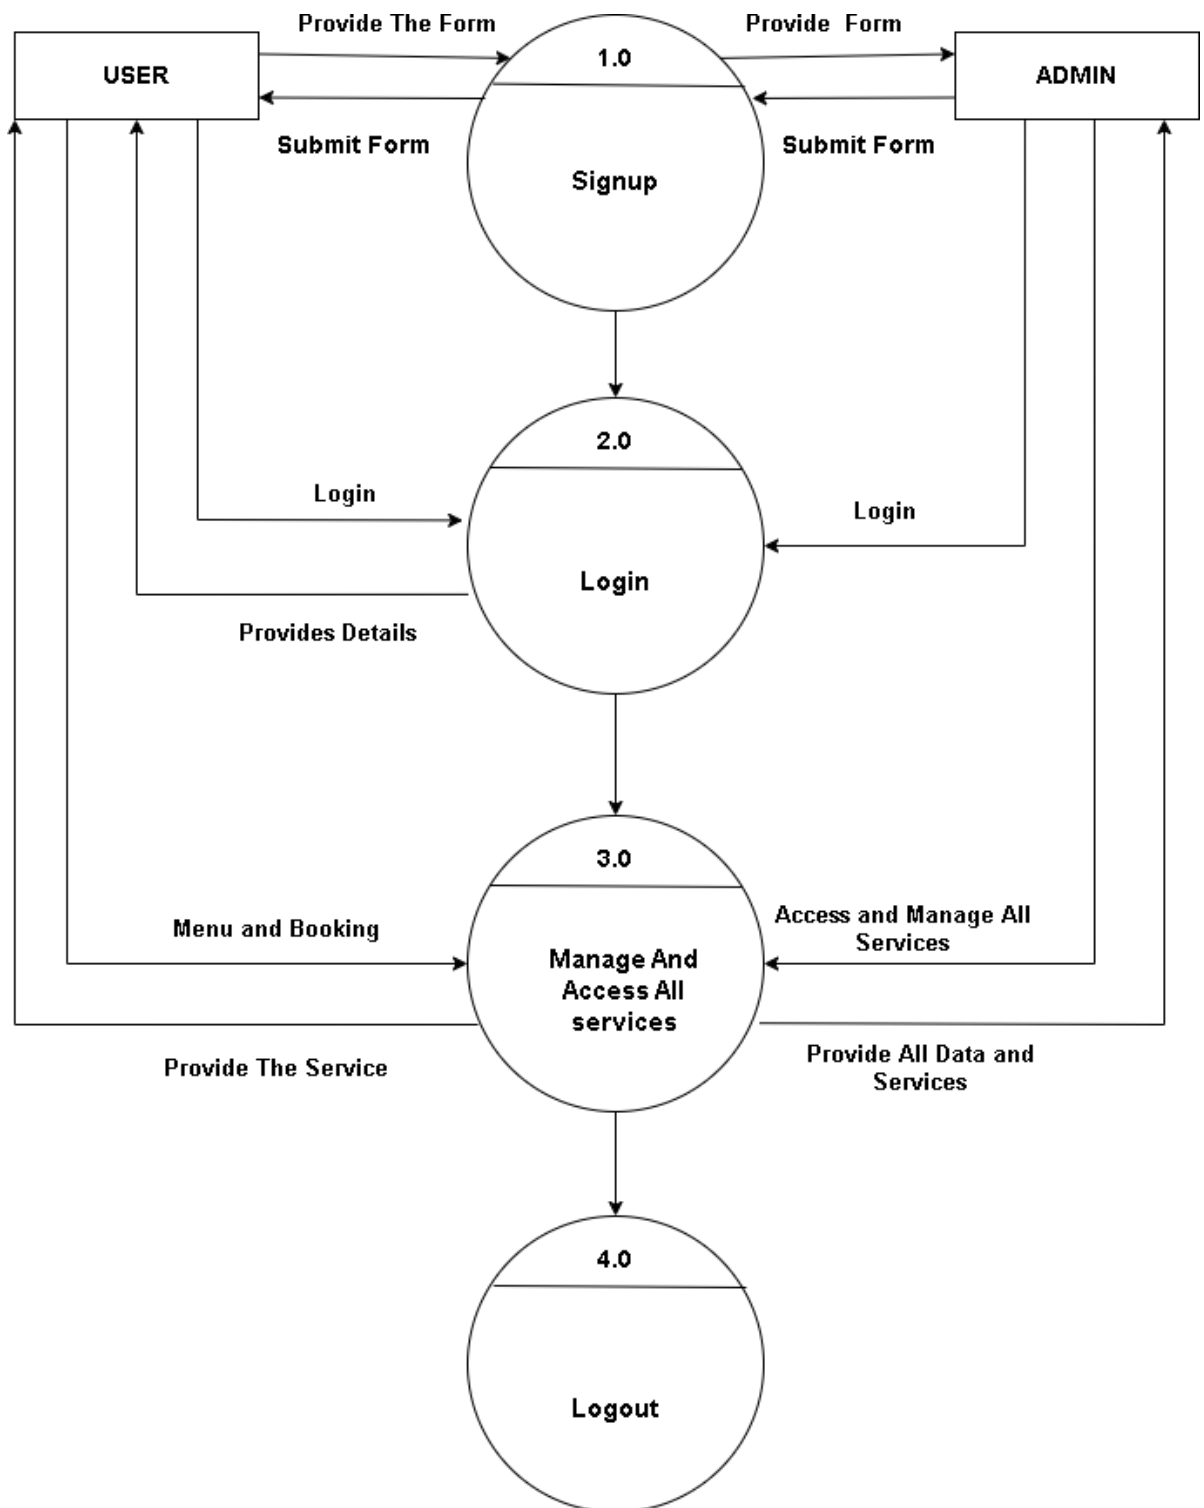 Provide The Form
Provide  Form
USER
1.0
ADMIN
Submit Form
Submit Form
Signup
2.0
Login
Login
Login
Provides Details
3.0
Menu and Booking
Access and Manage All
Services
Manage And
Access All
services
Provide The Service
Provide All Data and
Services
4.0
Logout